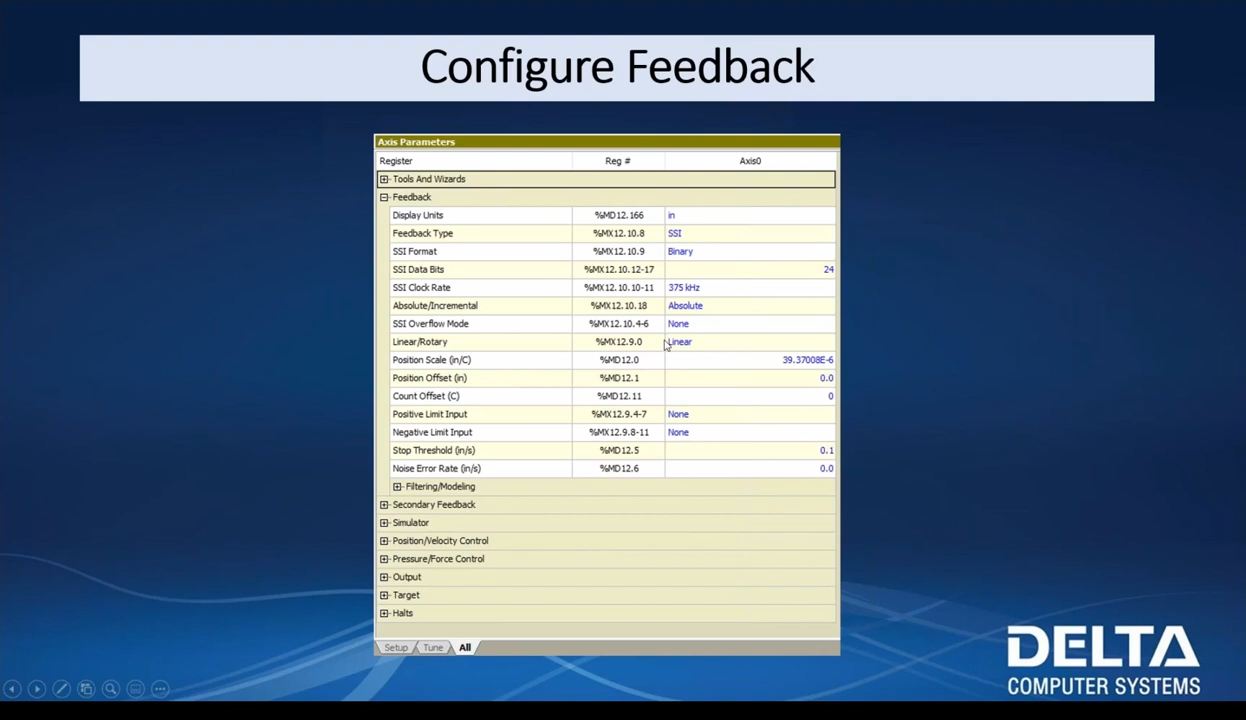 Configure Feedback
Axis Parameters
Register Reg # Axis0
Tools And Wizards
Feedback
Display Units %MD12.166 in
Feedback Type %MX12.10.8 SSI
SSI Format %MX12.10.9 Binary
SSI Data Bits %MX12.10.12-17 24
SSI Clock Rate %MX12.10.10-11 375 kHz
Absolute/Incremental %MX12.10.18 Absolute
SSI Overflow Mode %MX12.10.4-6 None
Linear/Rotary %MX12.9.0 Linear
Position Scale (in/C) %MD12.0 39.37008E-6
Position Offset (in) %MD12.1 0.0
Count Offset (C) %MD12.11 0
Positive Limit Input %MX12.9.4-7 None
Negative Limit Input %MX12.9.8-11 None
Stop Threshold (in/s) %MD12.5 0.1
Noise Error Rate (in/s) %MD12.6 0.0
Filtering/Modeling
Secondary Feedback
Simulator
Position/Velocity Control
Pressure/Force Control
Output
Target
Halts
Setup Tune All
DELTA
COMPUTER SYSTEMS